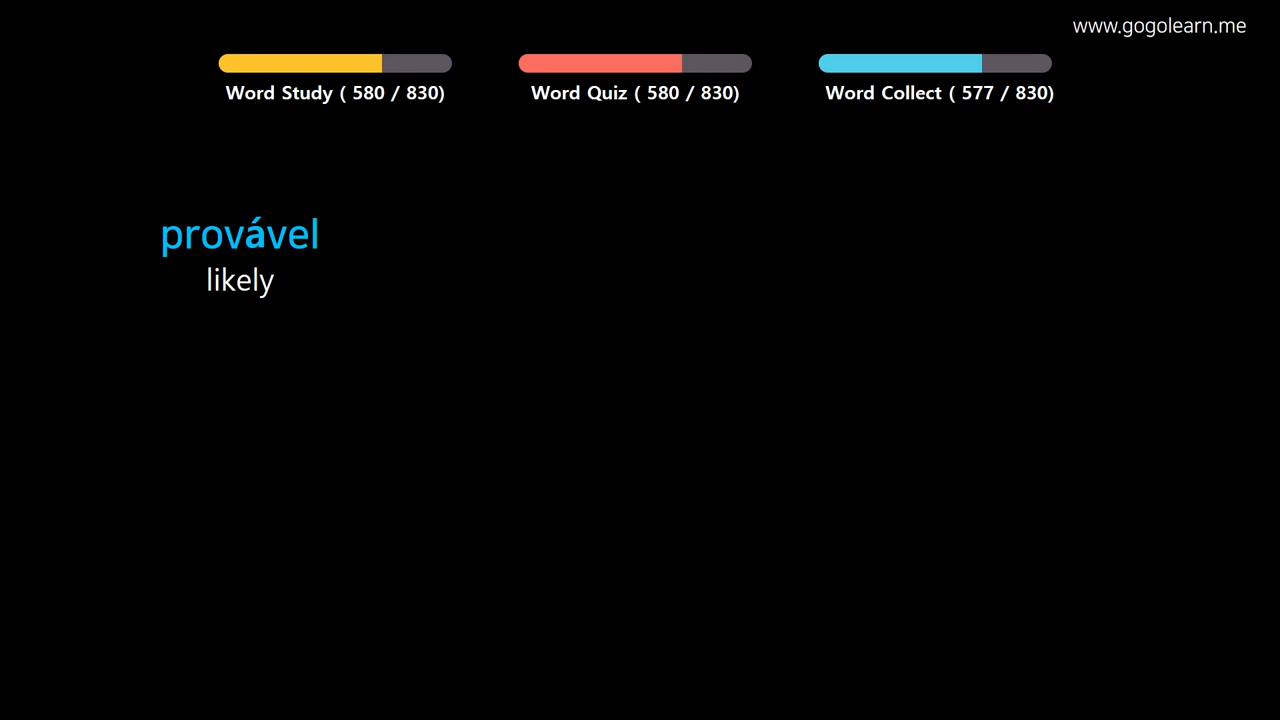 www.gogolearn.me
Word Study ( 580 / 830)
Word Quiz ( 580 / 830)
Word Collect ( 577 / 830)
provável
likely